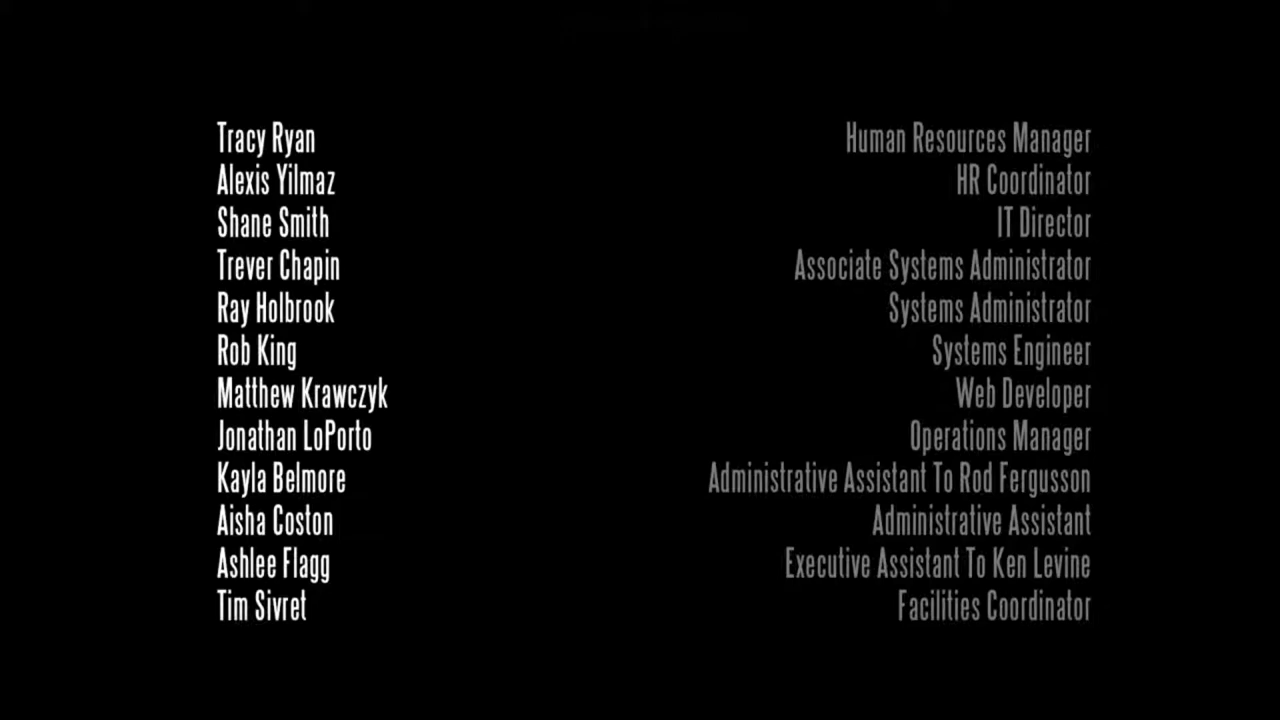 Tracy Ryan Human Resources Manager
Alexis Yilmaz HR Coordinator
Shane Smith IT Director
Trever Chapin Associate Systems Administrator
Ray Holbrook Systems Administrator
Rob King Systems Engineer
Matthew Krawczyk Web Developer
Jonathan LoPorto Operations Manager
Kayla Belmore Administrative Assistant To Rod Fergusson
Aisha Coston Administrative Assistant
Ashlee Flagg Executive Assistant To Ken Levine
Tim Sivret Facilities Coordinator